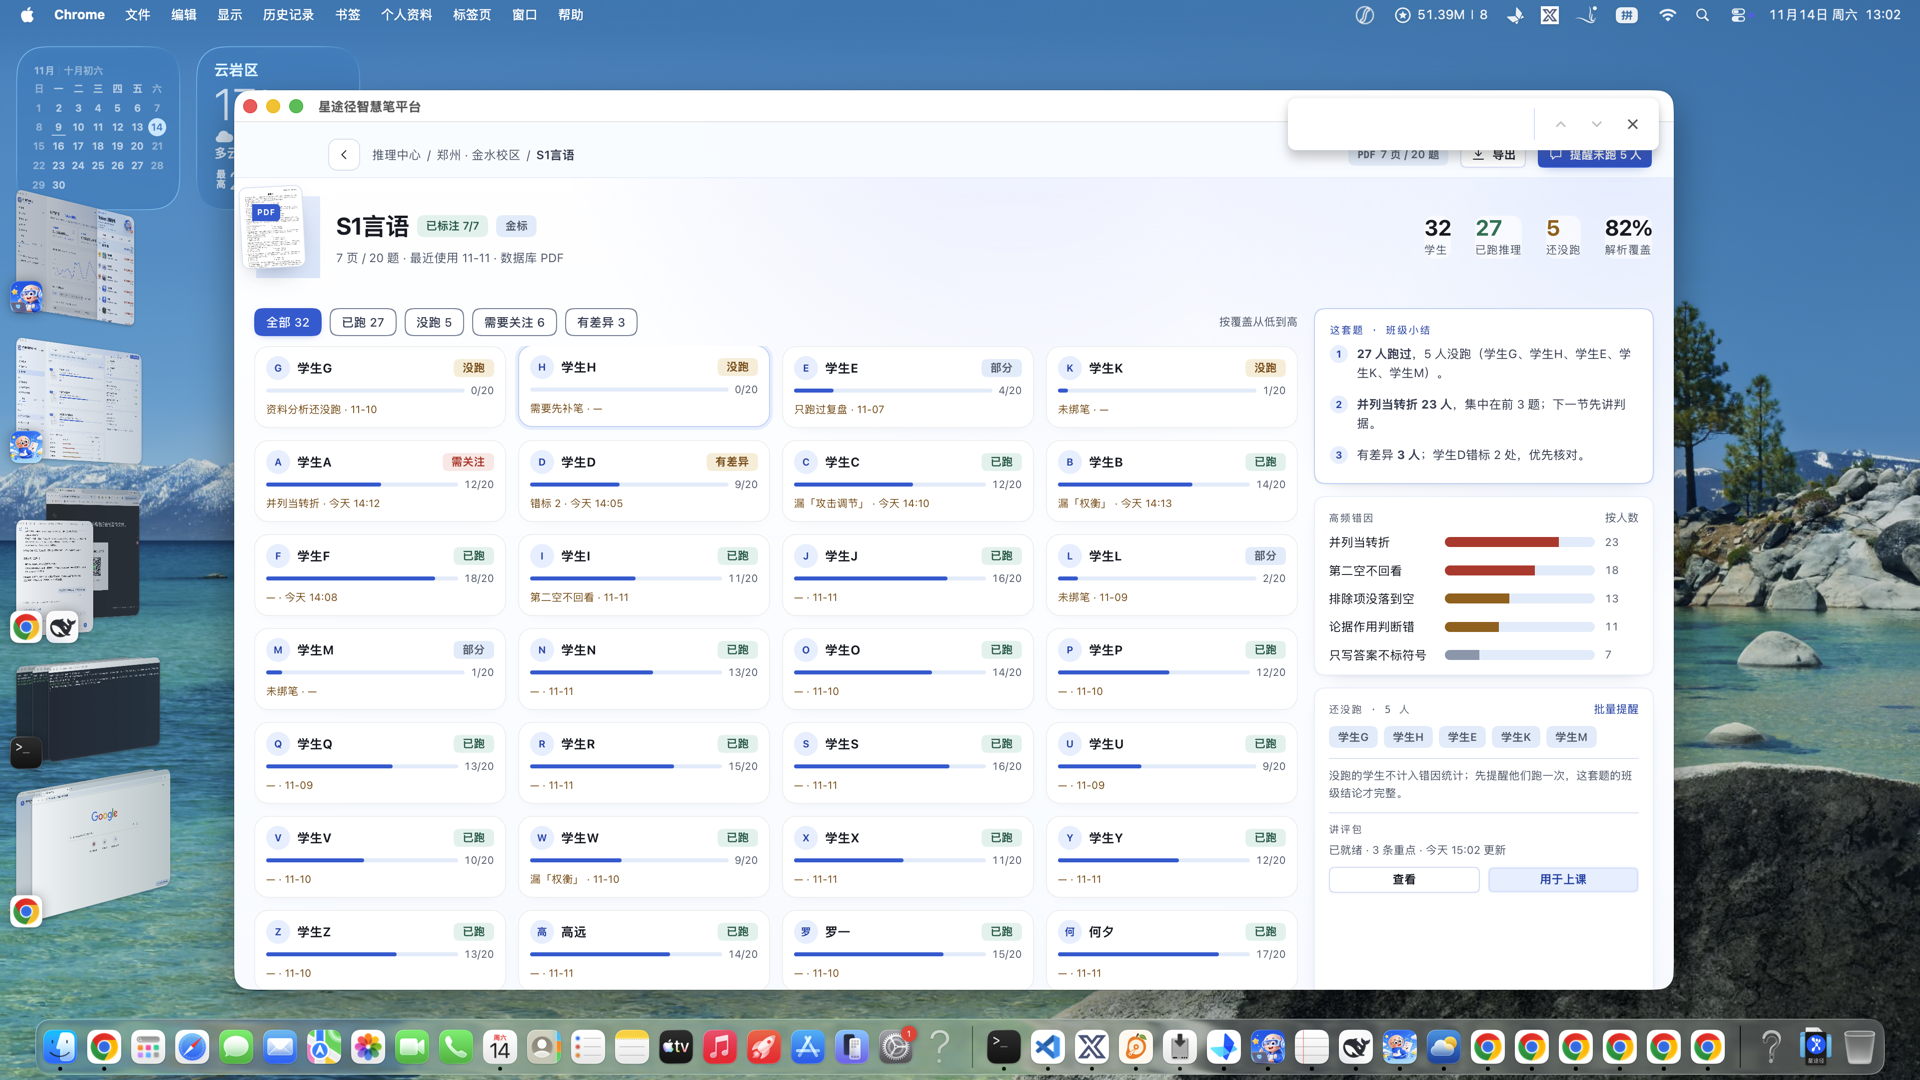 Chrome 文件 编辑 显示 历史记录 书签 个人资料 标签页 窗口 帮助
51.39M | 8 拼 11月14日 周六 13:02
11月 十月初六
日 一 二 三 四 五 六
1 2 3 4 5 6 7
8 9 10 11 12 13 14
15 16 17 18 19 20 21
22 23 24 25 26 27 28
29 30
云岩区
多云
最
星途径智慧笔平台
推理中心 / 郑州 · 金水校区 / S1言语
PDF 7 页 / 20 题 导出 提醒未跑 5 人
PDF
S1言语 已标注 7/7 金标
7 页 / 20 题 · 最近使用 11-11 · 数据库 PDF
32 学生
27 已跑推理
5 还没跑
82% 解析覆盖
全部 32 已跑 27 没跑 5 需要关注 6 有差异 3 按覆盖从低到高
G 学生G 没跑
0/20
资料分析还没跑 · 11-10
H 学生H 没跑
0/20
需要先补笔 · —
E 学生E 部分
4/20
只跑过复盘 · 11-07
K 学生K 没跑
1/20
未绑笔 · —
A 学生A 需关注
12/20
并列当转折 · 今天 14:12
D 学生D 有差异
9/20
错标 2 · 今天 14:05
C 学生C 已跑
12/20
漏「攻击调节」 · 今天 14:10
B 学生B 已跑
14/20
漏「权衡」 · 今天 14:13
F 学生F 已跑
18/20
— · 今天 14:08
I 学生I 已跑
11/20
第二空不回看 · 11-11
J 学生J 已跑
16/20
— · 11-11
L 学生L 部分
2/20
未绑笔 · 11-09
M 学生M 部分
1/20
未绑笔 · —
N 学生N 已跑
13/20
— · 11-11
O 学生O 已跑
14/20
— · 11-10
P 学生P 已跑
12/20
— · 11-10
Q 学生Q 已跑
13/20
— · 11-09
R 学生R 已跑
15/20
— · 11-11
S 学生S 已跑
16/20
— · 11-11
U 学生U 已跑
9/20
— · 11-09
V 学生V 已跑
10/20
— · 11-10
W 学生W 已跑
9/20
漏「权衡」 · 11-10
X 学生X 已跑
11/20
— · 11-11
Y 学生Y 已跑
12/20
— · 11-11
Z 学生Z 已跑
13/20
— · 11-10
高 高远 已跑
14/20
— · 11-11
罗 罗一 已跑
15/20
— · 11-10
何 何夕 已跑
17/20
— · 11-11
这套题 · 班级小结
1 27 人跑过，5 人没跑（学生G、学生H、学生E、学
生K、学生M）。
2 并列当转折 23 人，集中在前 3 题；下一节先讲判
据。
3 有差异 3 人；学生D错标 2 处，优先核对。
高频错因 按人数
并列当转折 23
第二空不回看 18
排除项没落到空 13
论据作用判断错 11
只写答案不标符号 7
还没跑 · 5 人 批量提醒
学生G 学生H 学生E 学生K 学生M
没跑的学生不计入错因统计；先提醒他们跑一次，这套题的班
级结论才完整。
讲评包
已就绪 · 3 条重点 · 今天 15:02 更新
查看 用于上课
Google
周六
14
tv
1
星途径